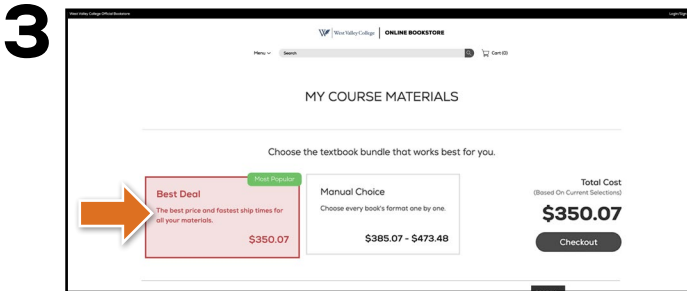 3
West Valley College Official Bookstore
Login/Sign
W West Valley College ONLINE BOOKSTORE
Menu Search Cart (0)
MY COURSE MATERIALS
Choose the textbook bundle that works best for you.
Most Popular
Best Deal
The best price and fastest ship times for
all your materials.
$350.07
Manual Choice
Choose every book's format one by one.
$385.07 - $473.48
Total Cost
(Based On Current Selections)
$350.07
Checkout